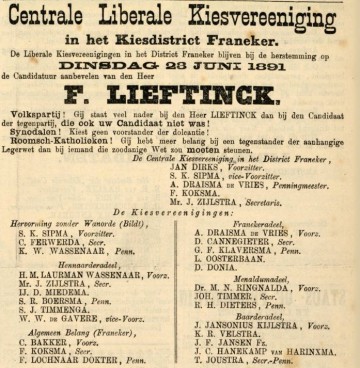 Centrale Liberale Kiesvereeniging
in het Kiesdistrict Franeker.
De Liberale Kiesvereenigingen in het District Franeker blijven bij de herstemming op
DINSDAG 23 JUNI 1891
de Candidatuur aanbevelen van den Heer
F. LIEFTINCK.
Volkspartij! Gij staat veel nader bij den Heer LIEFTINCK dan bij den Candidaat
der tegenpartij, die ook uw Candidaat niet was!
Synodalen! Kiest geen voorstander der doleantie!
Roomsch-Katholieken! Gij hebt meer belang bij een tegenstander der aanhangige
Legerwet dan bij iemand die zoodanige Wet zou moeten steunen.
De Centrale Kiesvereeniging in het District Franeker,
JAN DIRKS, Voorzitter.
S. K. SIPMA, vice-Voorzitter.
A. DRAISMA DE VRIES, Penningmeester.
F. KOKSMA.
Mr. J. ZIJLSTRA, Secretaris.
De Kiesvereenigingen:
Hervorming zonder Wanorde (Bildt),
S. K. SIPMA, Voorzitter.
C. FERWERDA, Secr.
K. W. WASSENAAR, Penn.
Hennaarderadeel,
H. M. LAURMAN WASSENAAR, Voorz.
Mr. J. ZIJLSTRA, Secr.
IJ. D. MIEDEMA.
S. R. BOERSMA, Penn.
S. J. TIMMENGA.
W. DE GAVERE, vice-Voorz.
Algemeen Belang (Franeker),
C. BAKKER, Voorz.
F. KOKSMA, Secr.
F. LOCHNAAR DOKTER, Penn.
Franekeradeel,
A. DRAISMA DE VRIES, Voorz.
D. CANNEGIETER, Secr.
G. F. KLAVERSMA, Penn.
L. OOSTERBAAN.
D. DONIA.
Menaldumadeel,
Dr. M. N. RINGNALDA, Voorz.
JOH. TIMMER, Secr.
R. H. DIETERS, Penn.
Baarderadeel,
J. JANSONIUS KIJLSTRA, Voorz.
K. R. VELSTRA.
J. F. JANSEN Fz.
J. C. HANEKAMP VAN HARINXMA.
T. JOUSTRA, Secr.-Penn.